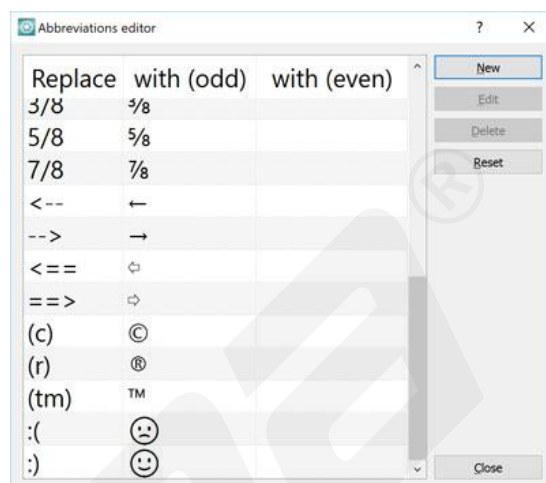 Abbreviations editor ? ×
Replace with (odd) with (even)
3/8 ⅜
5/8 ⅝
7/8 ⅞
<-- ←
--> →
<== ⇦
==> ⇨
(c) ©
(r) ®
(tm) ™
:( ☹
:) ☺
New
Edit
Delete
Reset
Close
®